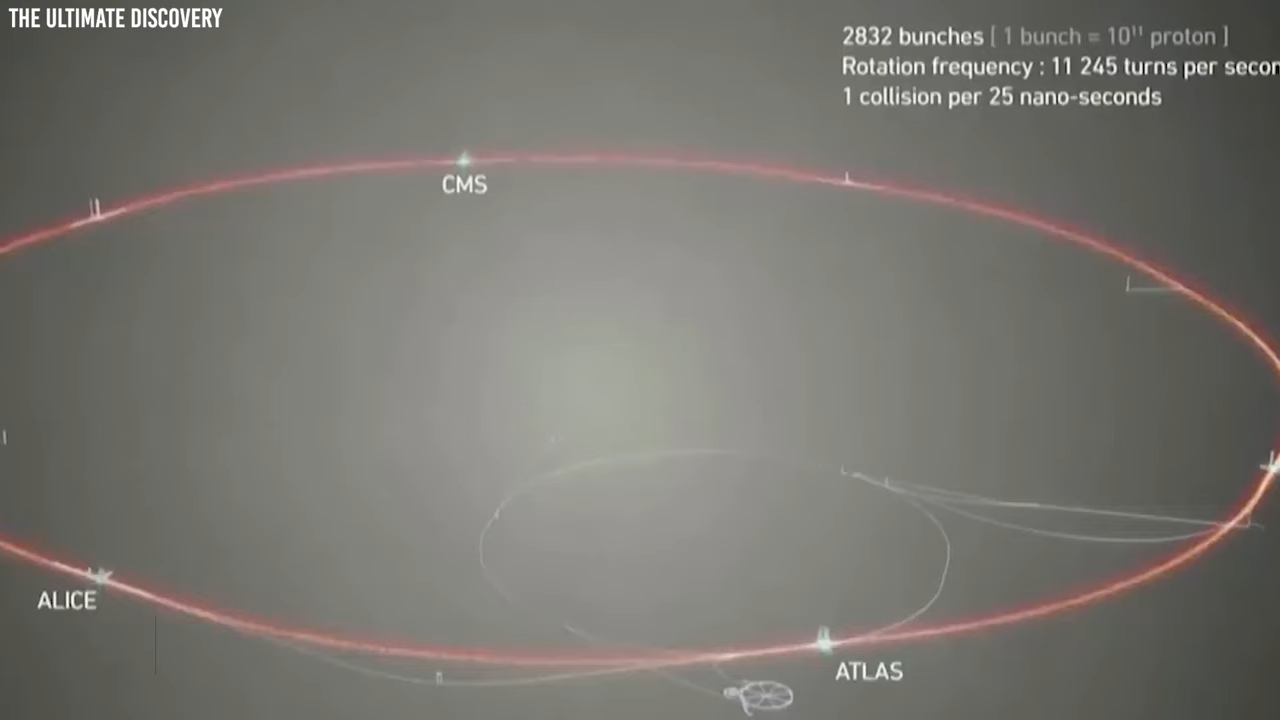 THE ULTIMATE DISCOVERY
2832 bunches [ 1 bunch = 10¹¹ proton ]
Rotation frequency : 11 245 turns per secon
1 collision per 25 nano-seconds
CMS
ALICE
ATLAS